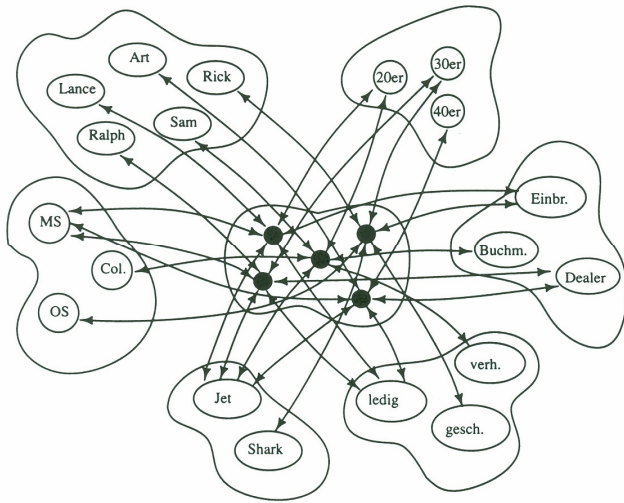 Art
Rick
Lance
Sam
Ralph
20er
30er
40er
MS
Col.
OS
Einbr.
Buchm.
Dealer
Jet
Shark
ledig
verh.
gesch.